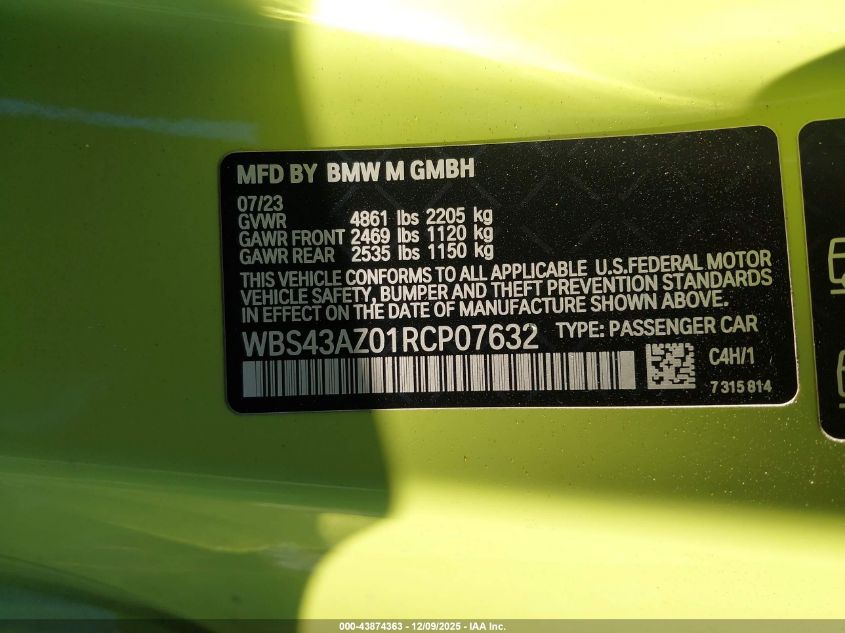 MFD BY BMW M GMBH
07/23
GVWR 4861 lbs 2205 kg
GAWR FRONT 2469 lbs 1120 kg
GAWR REAR 2535 lbs 1150 kg
THIS VEHICLE CONFORMS TO ALL APPLICABLE U.S.FEDERAL MOTOR
VEHICLE SAFETY, BUMPER AND THEFT PREVENTION STANDARDS
IN EFFECT ON THE DATE OF MANUFACTURE SHOWN ABOVE.
WBS43AZ01RCP07632 TYPE: PASSENGER CAR
C4H/1
7 315 814
000-43874363 | 12/09/2025 - IAA Inc.